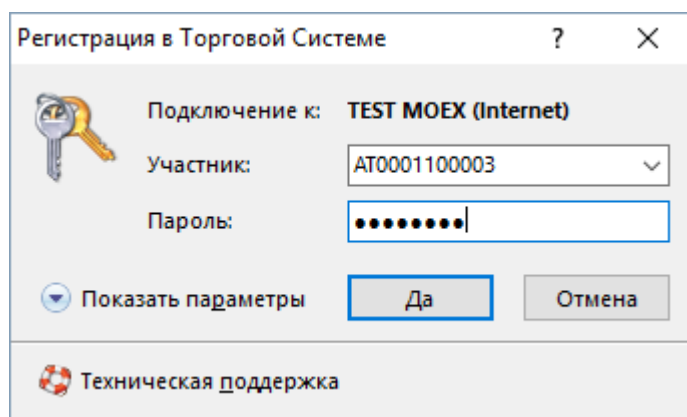 Регистрация в Торговой Системе ?
Подключение к: TEST MOEX (Internet)
Участник: AT0001100003
Пароль: ●●●●●●●●
Показать параметры Да Отмена
Техническая поддержка